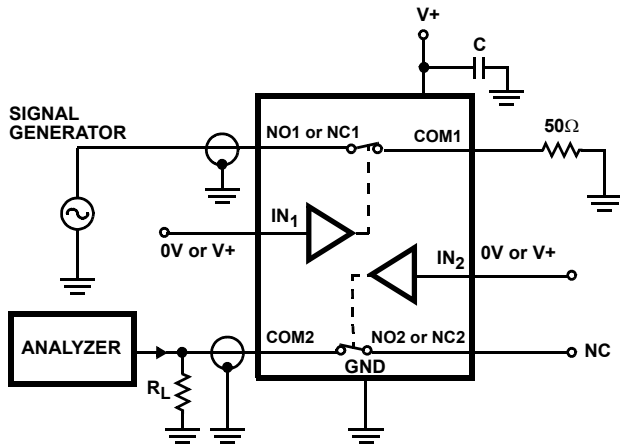 V+
C
SIGNAL
GENERATOR
NO1 or NC1
COM1
50Ω
IN1
0V or V+
IN2
0V or V+
ANALYZER
COM2
NO2 or NC2
NC
GND
RL